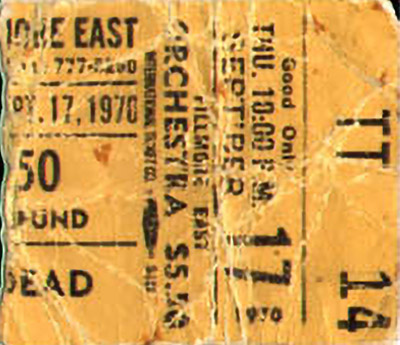 MORE EAST
777-
PT. 17, 1970
50
FUND
DEAD
ORCHESTRA $5.50
FILLMORE EAST
SEPTEMBER 17
1970
THU. 10:00 P.M.
Good Only
TT
14